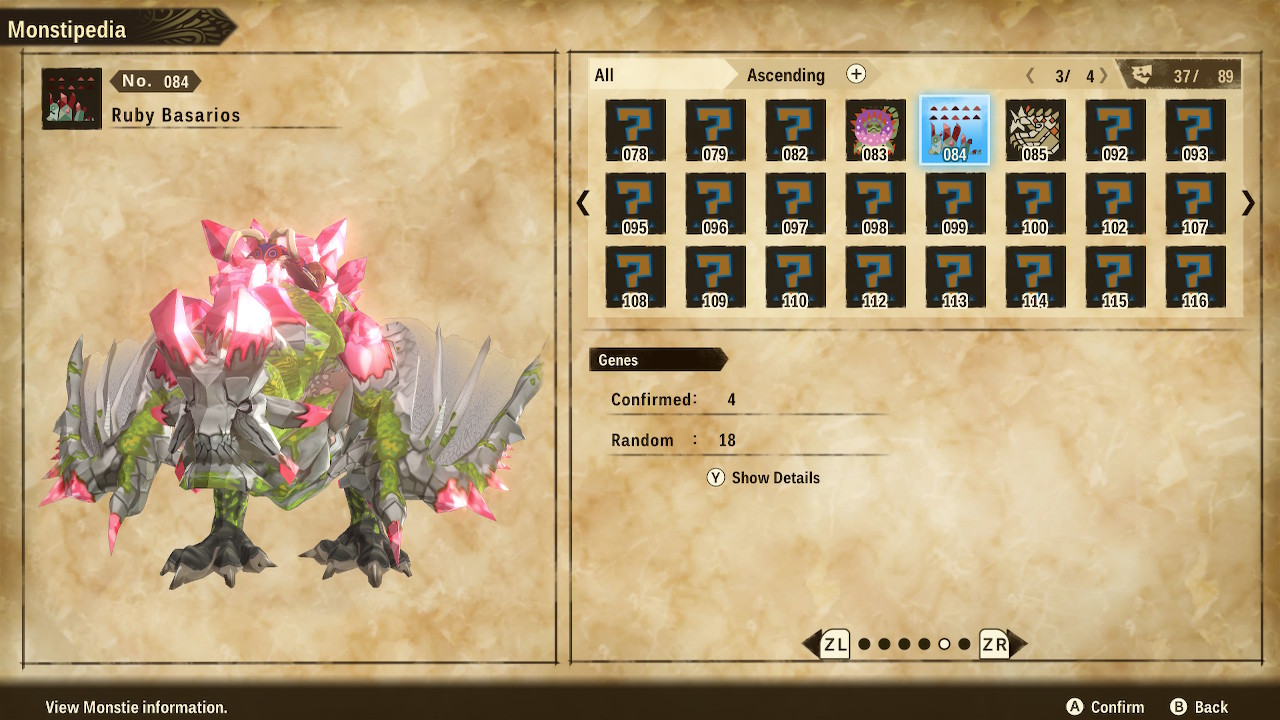 Monstipedia
No. 084
Ruby Basarios
All
Ascending
3/ 4
37/ 89
? 078 ? 079 ? 082 083 084 085 ? 092 ? 093
? 095 ? 096 ? 097 ? 098 ? 099 ? 100 ? 102 ? 107
? 108 ? 109 ? 110 ? 112 ? 113 ? 114 ? 115 ? 116
Genes
Confirmed: 4
Random : 18
Y Show Details
ZL ZR
View Monstie information.
A Confirm B Back